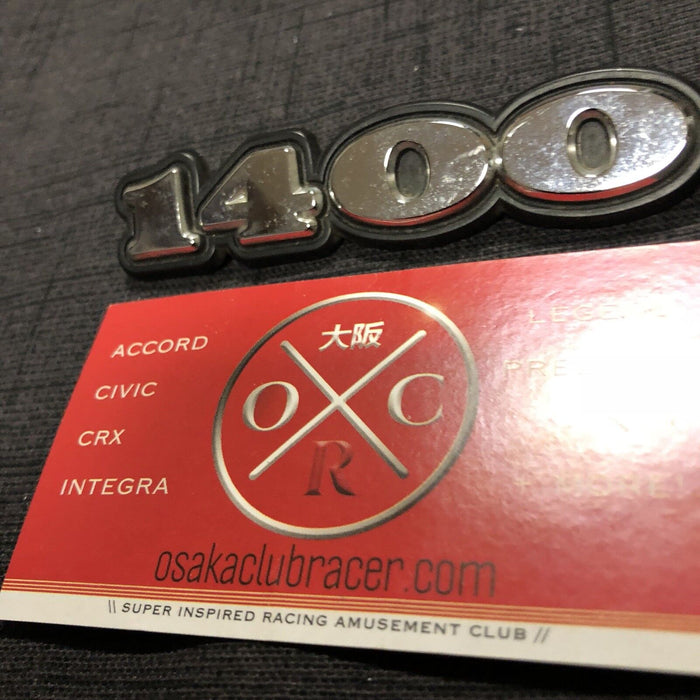 1400
ACCORD
CIVIC
CRX
INTEGRA
大阪
O C
R
osakaclubracer.com
\\ SUPER INSPIRED RACING AMUSEMENT CLUB //